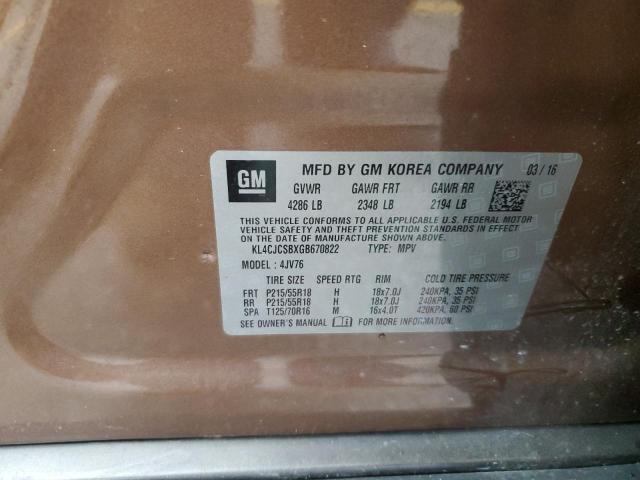 GM MFD BY GM KOREA COMPANY 03/16
GVWR GAWR FRT GAWR RR
4286 LB 2348 LB 2194 LB
THIS VEHICLE CONFORMS TO ALL APPLICABLE U.S. FEDERAL MOTOR
VEHICLE SAFETY AND THEFT PREVENTION STANDARDS IN EFFECT
ON THE DATE OF MANUFACTURE SHOWN ABOVE.
KL4CJCSBXGB670822 TYPE: MPV
MODEL: 4JV76
TIRE SIZE SPEED RTG RIM COLD TIRE PRESSURE
FRT P215/55R18 H 18x7.0J 240KPA, 35 PSI
RR P215/55R18 H 18x7.0J 240KPA, 35 PSI
SPA T125/70R16 M 16x4.0T 420KPA, 60 PSI
SEE OWNER'S MANUAL FOR MORE INFORMATION.